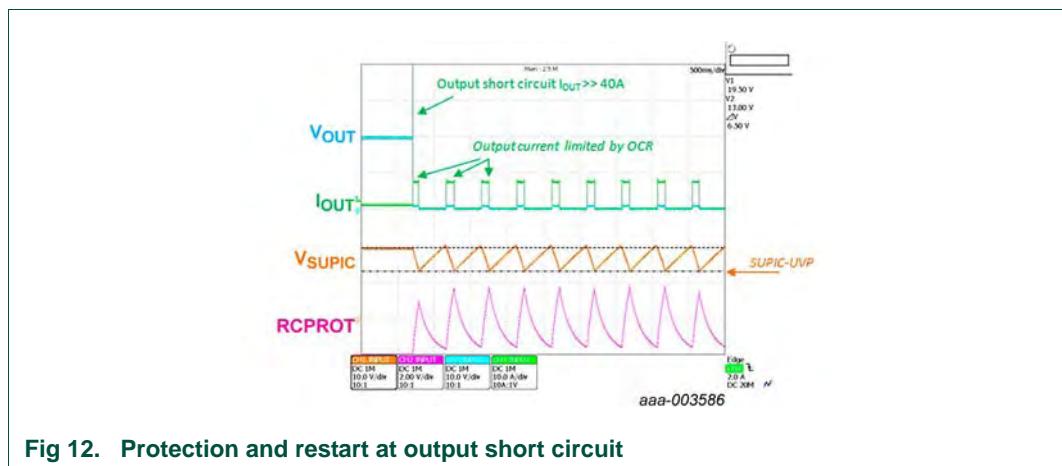 Main : 2.5 M
500ms/div
Output short circuit IOUT >> 40A
V1
19.50 V
V2
13.00 V
ΔV
6.50 V
VOUT
Output current limited by OCR
IOUT
VSUPIC
SUPIC-UVP
RCPROT
CH1 INPUT
DC 1M
10.0 V/div
10:1
CH2 INPUT
DC 1M
2.00 V/div
10:1
DC 1M
10.0 V/div
10:1
DC 1M
10.0 A/div
10A:1V
Edge
2.0 A
DC 20M
aaa-003586
Fig 12. Protection and restart at output short circuit